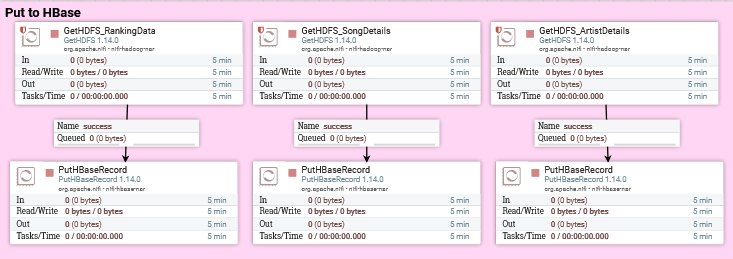 Put to HBase
GetHDFS_RankingData
GetHDFS 1.14.0
org.apache.nifi - nifi-hadoop-nar
In 0 (0 bytes) 5 min
Read/Write 0 bytes / 0 bytes 5 min
Out 0 (0 bytes) 5 min
Tasks/Time 0 / 00:00:00.000 5 min
Name success
Queued 0 (0 bytes)
PutHBaseRecord
PutHBaseRecord 1.14.0
org.apache.nifi - nifi-hbase-nar
In 0 (0 bytes) 5 min
Read/Write 0 bytes / 0 bytes 5 min
Out 0 (0 bytes) 5 min
Tasks/Time 0 / 00:00:00.000 5 min
GetHDFS_SongDetails
GetHDFS 1.14.0
org.apache.nifi - nifi-hadoop-nar
In 0 (0 bytes) 5 min
Read/Write 0 bytes / 0 bytes 5 min
Out 0 (0 bytes) 5 min
Tasks/Time 0 / 00:00:00.000 5 min
Name success
Queued 0 (0 bytes)
PutHBaseRecord
PutHBaseRecord 1.14.0
org.apache.nifi - nifi-hbase-nar
In 0 (0 bytes) 5 min
Read/Write 0 bytes / 0 bytes 5 min
Out 0 (0 bytes) 5 min
Tasks/Time 0 / 00:00:00.000 5 min
GetHDFS_ArtistDetails
GetHDFS 1.14.0
org.apache.nifi - nifi-hadoop-nar
In 0 (0 bytes) 5 min
Read/Write 0 bytes / 0 bytes 5 min
Out 0 (0 bytes) 5 min
Tasks/Time 0 / 00:00:00.000 5 min
Name success
Queued 0 (0 bytes)
PutHBaseRecord
PutHBaseRecord 1.14.0
org.apache.nifi - nifi-hbase-nar
In 0 (0 bytes) 5 min
Read/Write 0 bytes / 0 bytes 5 min
Out 0 (0 bytes) 5 min
Tasks/Time 0 / 00:00:00.000 5 min